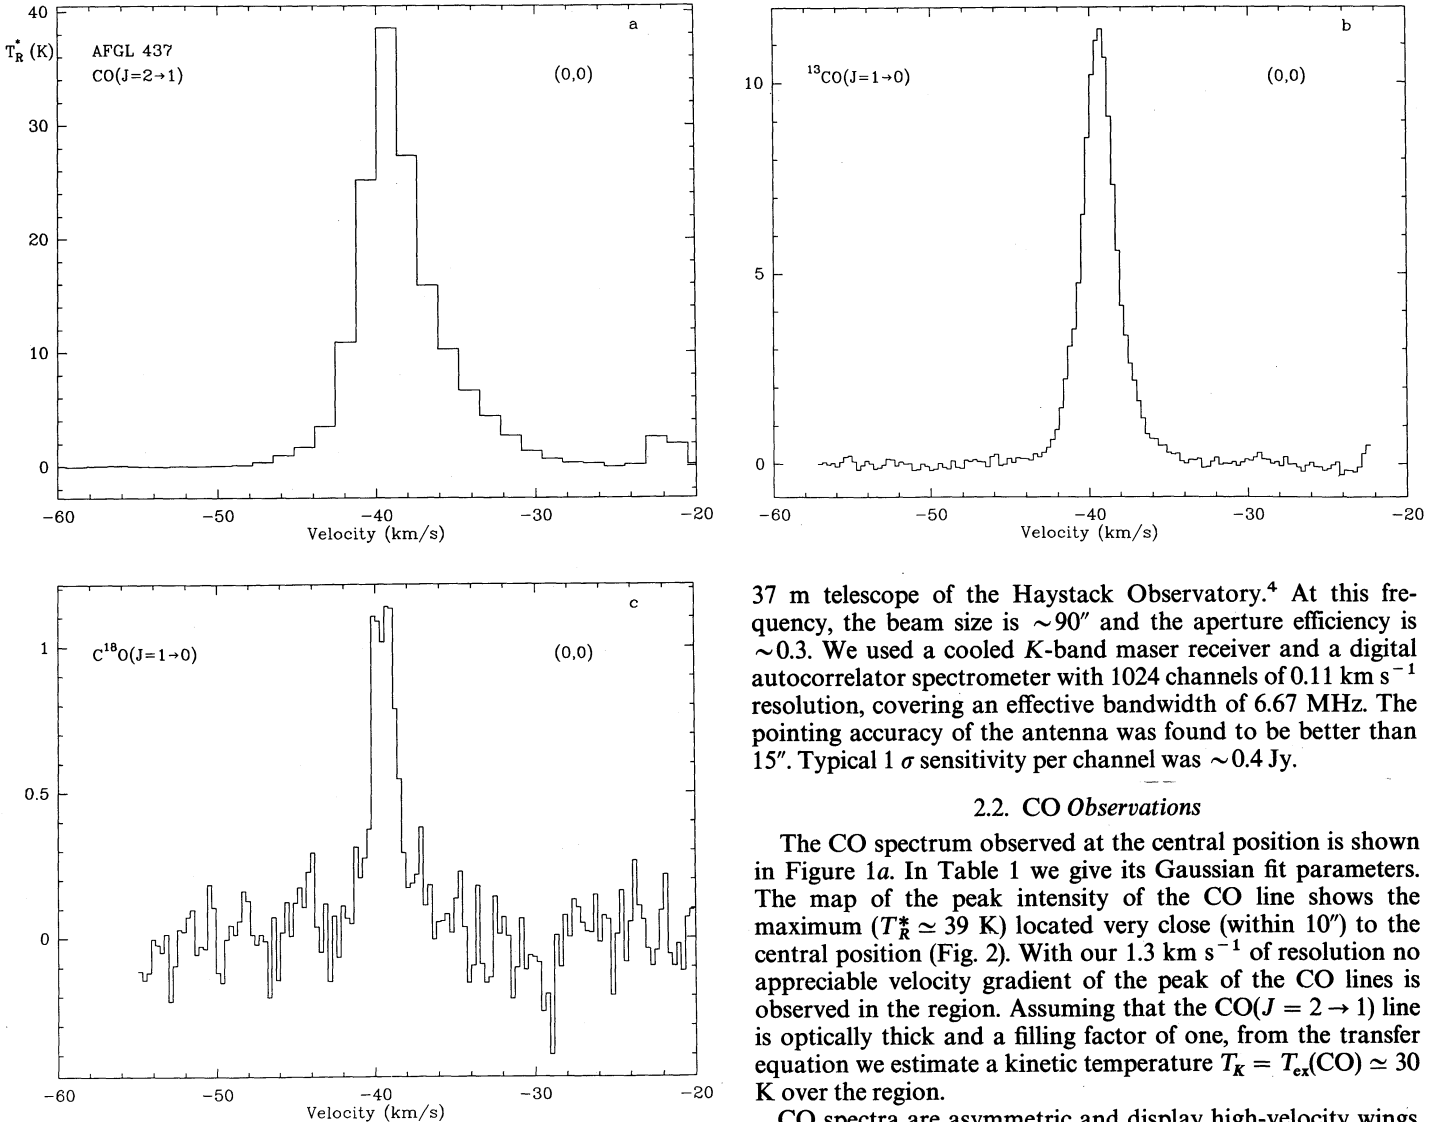 a
40
T*R (K)
AFGL 437
CO(J=2→1)
(0,0)
30
20
10
0
−60
−50
−40
−30
−20
Velocity (km/s)
b
10
¹³CO(J=1→0)
(0,0)
5
0
−60
−50
−40
−30
−20
Velocity (km/s)
c
1
C¹⁸O(J=1→0)
(0,0)
0.5
0
−60
−50
−40
−30
−20
Velocity (km/s)
37 m telescope of the Haystack Observatory.⁴ At this fre-
quency, the beam size is ~90″ and the aperture efficiency is
~0.3. We used a cooled K-band maser receiver and a digital
autocorrelator spectrometer with 1024 channels of 0.11 km s⁻¹
resolution, covering an effective bandwidth of 6.67 MHz. The
pointing accuracy of the antenna was found to be better than
15″. Typical 1 σ sensitivity per channel was ~0.4 Jy.
2.2. CO Observations
The CO spectrum observed at the central position is shown
in Figure 1a. In Table 1 we give its Gaussian fit parameters.
The map of the peak intensity of the CO line shows the
maximum (T*R ≃ 39 K) located very close (within 10″) to the
central position (Fig. 2). With our 1.3 km s⁻¹ of resolution no
appreciable velocity gradient of the peak of the CO lines is
observed in the region. Assuming that the CO(J = 2 → 1) line
is optically thick and a filling factor of one, from the transfer
equation we estimate a kinetic temperature TK = Tex(CO) ≃ 30
K over the region.
CO spectra are asymmetric and display high-velocity wings